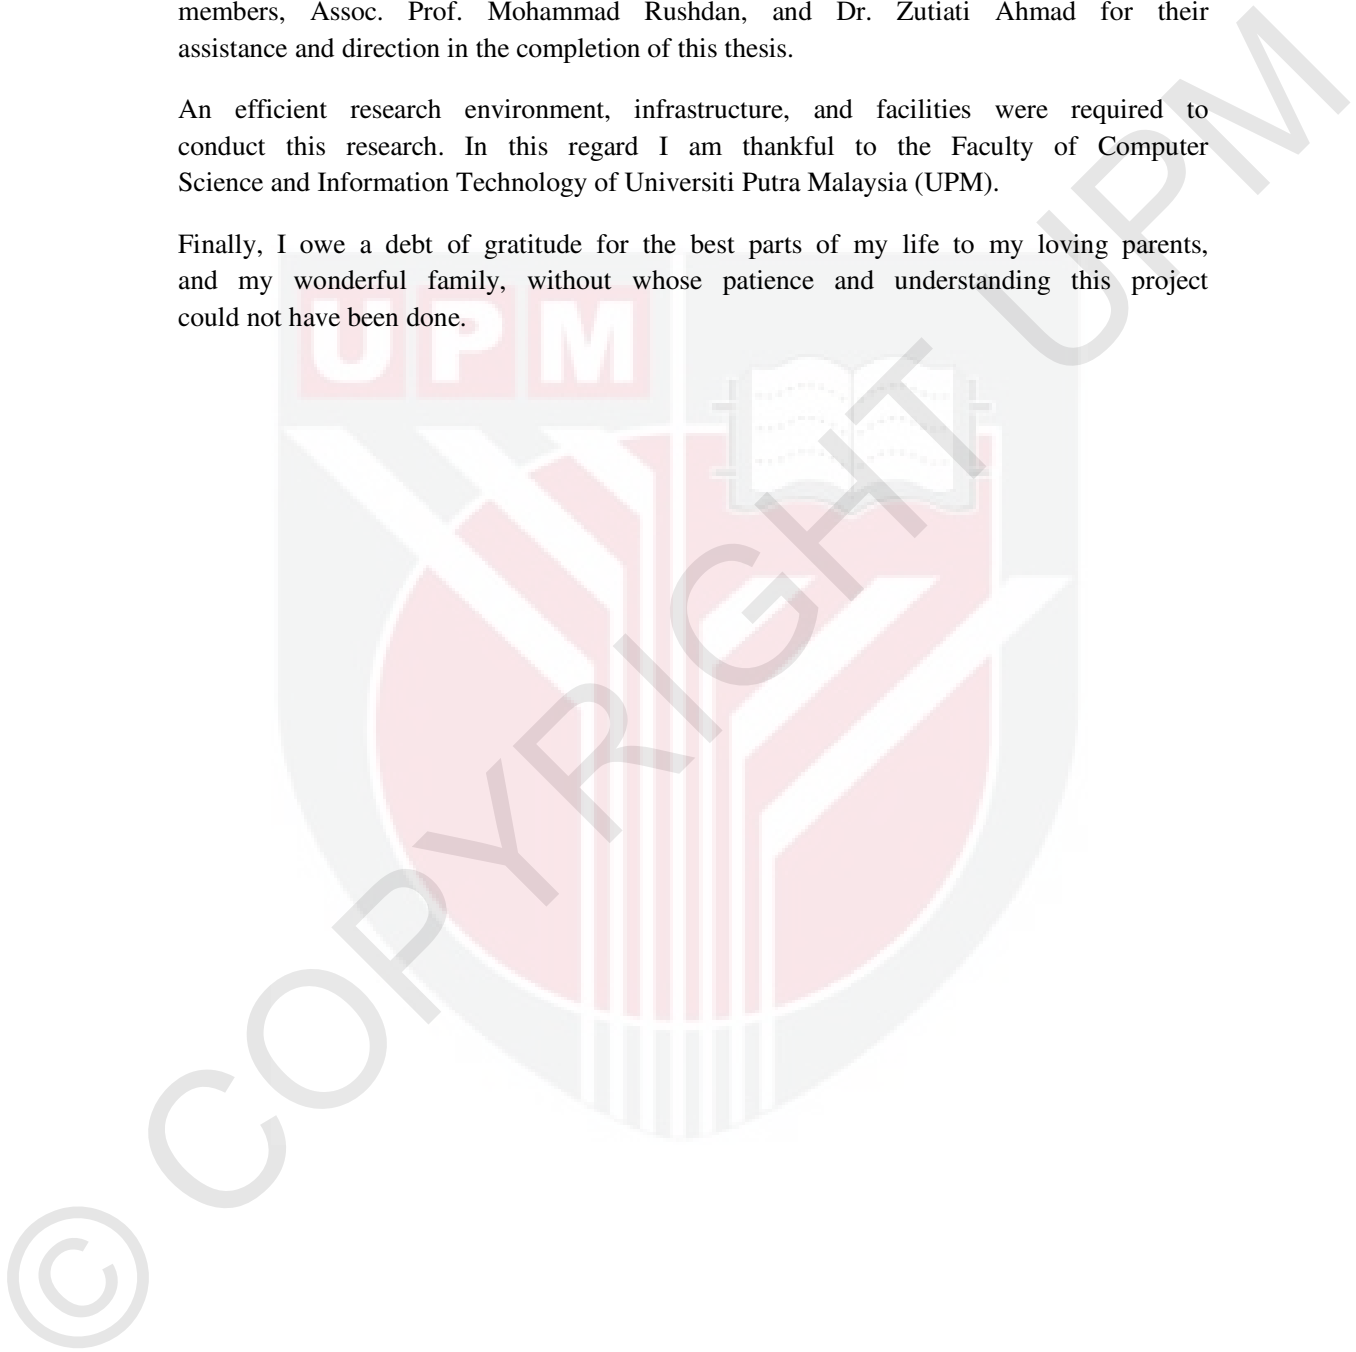 members, Assoc. Prof. Mohammad Rushdan, and Dr. Zutiati Ahmad for their
assistance and direction in the completion of this thesis.
An efficient research environment, infrastructure, and facilities were required to
conduct this research. In this regard I am thankful to the Faculty of Computer
Science and Information Technology of Universiti Putra Malaysia (UPM).
Finally, I owe a debt of gratitude for the best parts of my life to my loving parents,
and my wonderful family, without whose patience and understanding this project
could not have been done.
UPM
© COPYRIGHT UPM